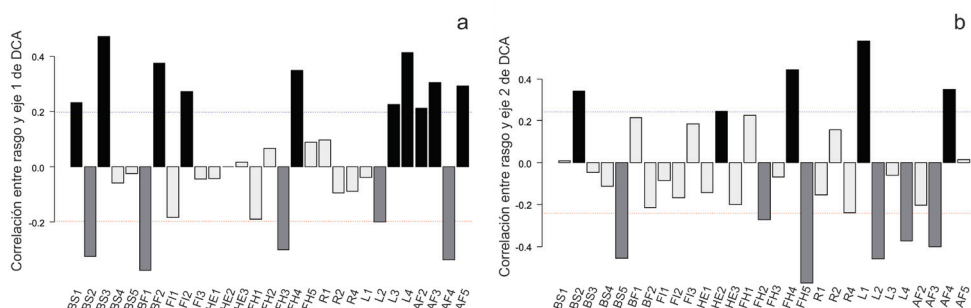 a
Correlación entre rasgo y eje 1 de DCA
0.4
0.2
0.0
-0.2
BS1 BS2 BS3 BS4 BS5 BF1 BF2 FI1 FI2 FI3 HE1 HE2 HE3 FH1 FH2 FH3 FH4 FH5 R1 R2 R4 L1 L2 L3 L4 AF2 AF3 AF4 AF5
b
Correlación entre rasgo y eje 2 de DCA
0.4
0.2
0.0
-0.2
-0.4
BS1 BS2 BS3 BS4 BS5 BF1 BF2 FI1 FI2 FI3 HE1 HE2 HE3 FH1 FH2 FH3 FH4 FH5 R1 R2 R4 L1 L2 L3 L4 AF2 AF3 AF4 AF5